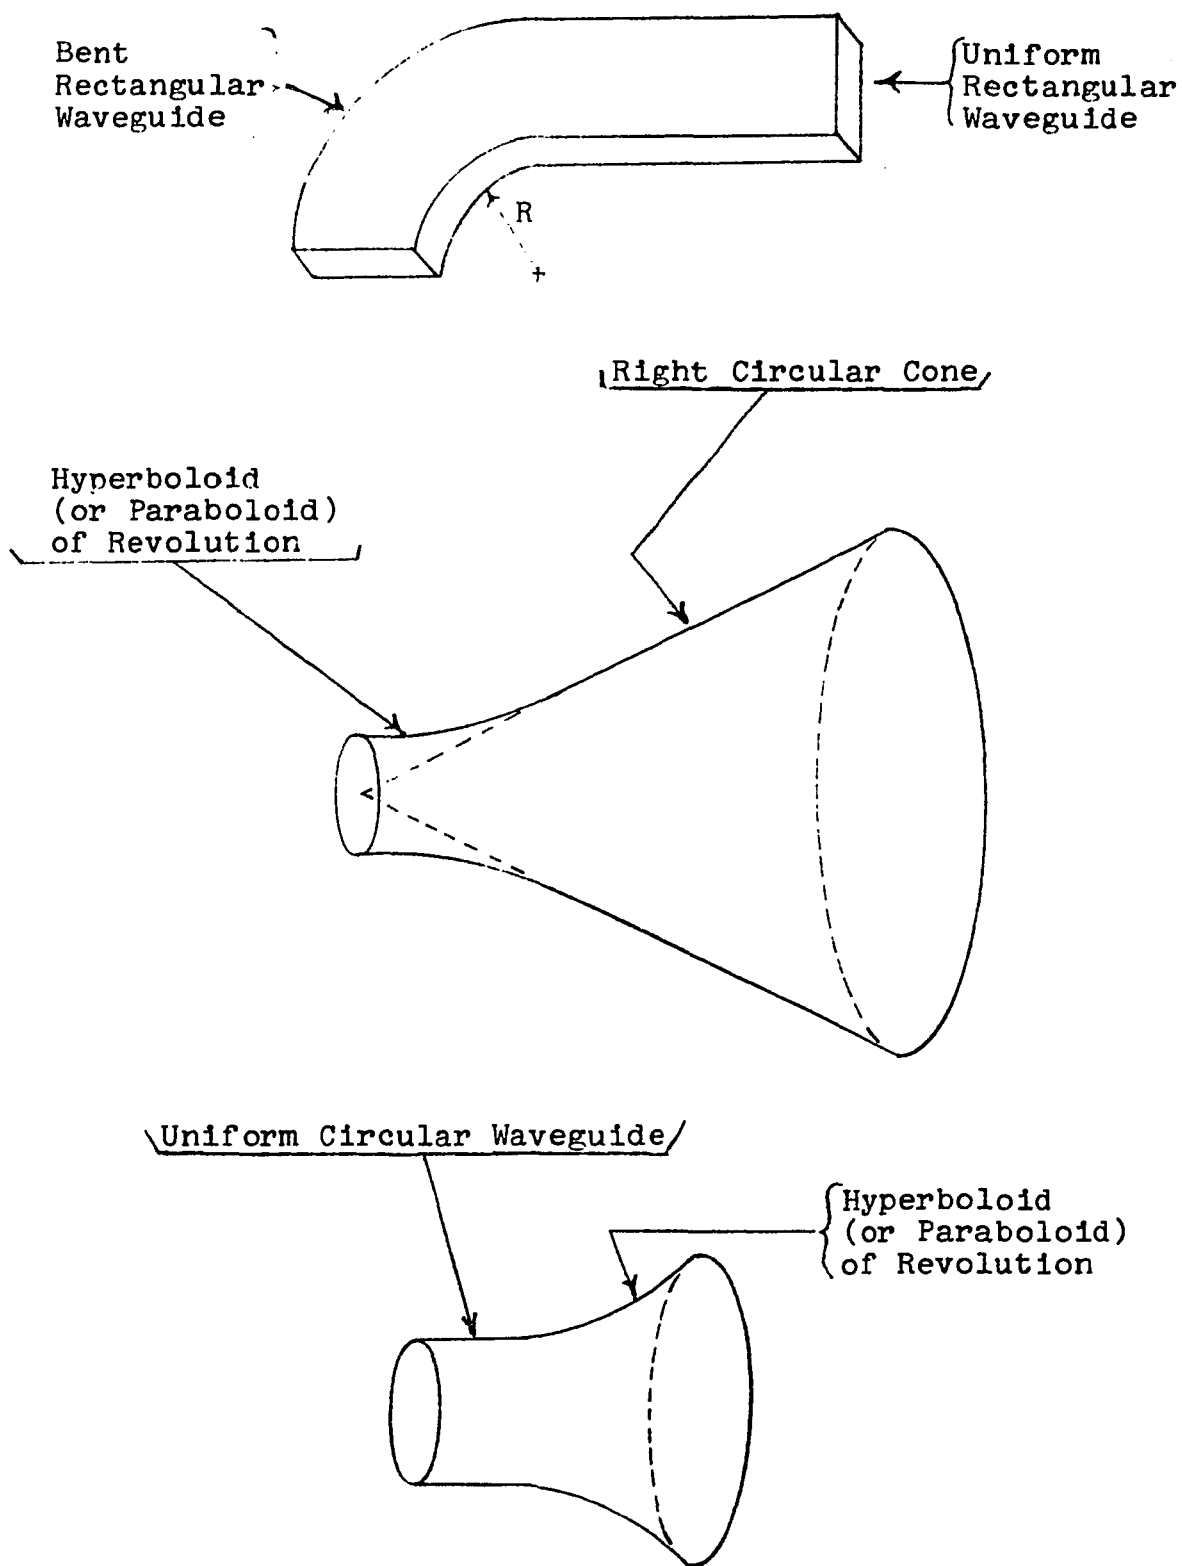 Bent
Rectangular
Waveguide
Uniform
Rectangular
Waveguide
R
Right Circular Cone
Hyperboloid
(or Paraboloid)
of Revolution
Uniform Circular Waveguide
Hyperboloid
(or Paraboloid)
of Revolution